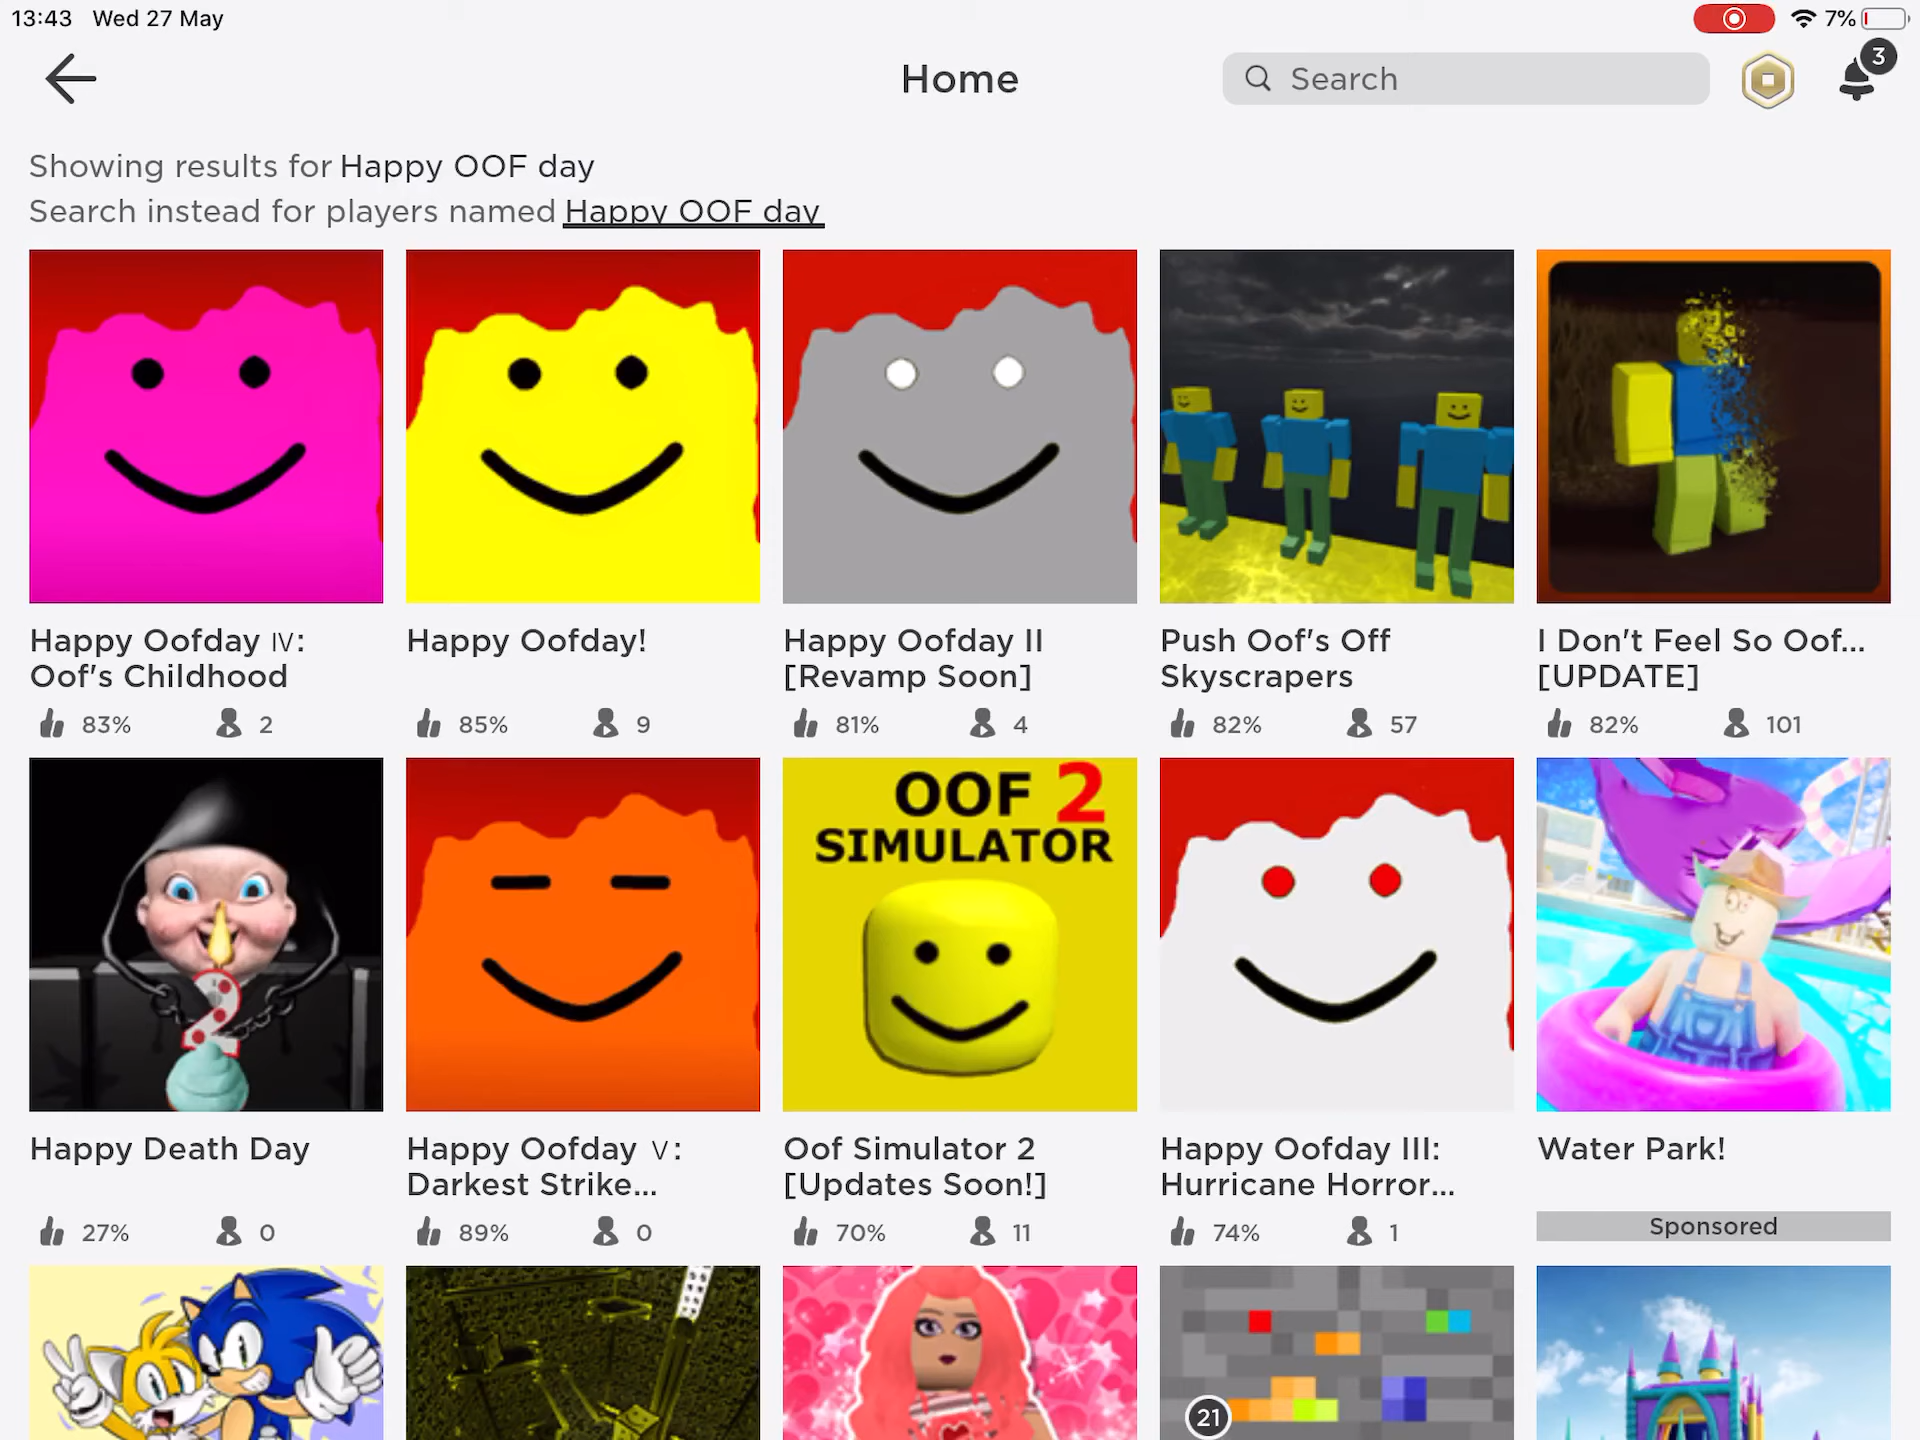 13:43 Wed 27 May
7%
Home
Search
3
Showing results for Happy OOF day
Search instead for players named Happy OOF day
Happy Oofday IV:
Oof's Childhood
83% 2
Happy Oofday!
85% 9
Happy Oofday II
[Revamp Soon]
81% 4
Push Oof's Off
Skyscrapers
82% 57
I Don't Feel So Oof...
[UPDATE]
82% 101
2
OOF 2
SIMULATOR
Happy Death Day
27% 0
Happy Oofday V:
Darkest Strike...
89% 0
Oof Simulator 2
[Updates Soon!]
70% 11
Happy Oofday III:
Hurricane Horror...
74% 1
Water Park!
Sponsored
21